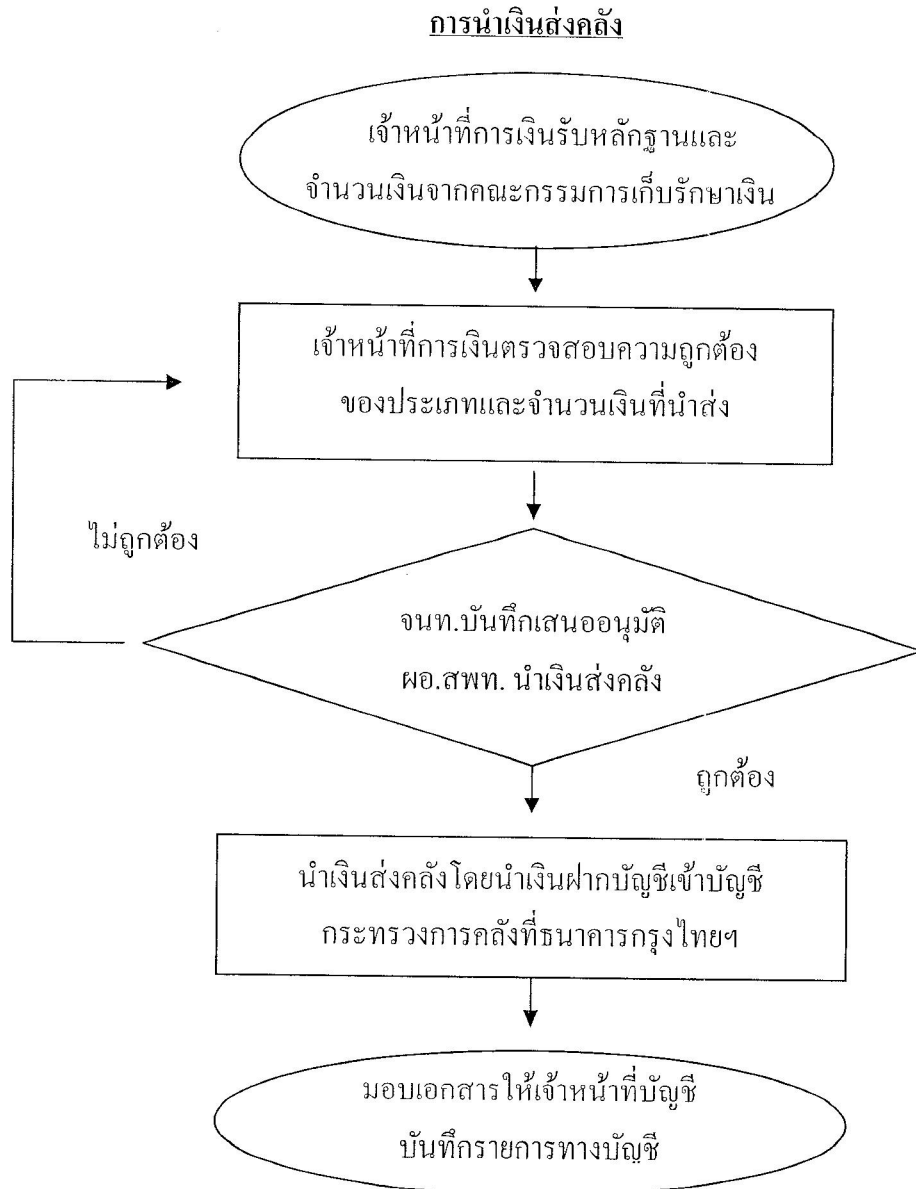 การนำเงินส่งคลัง
เจ้าหน้าที่การเงินรับหลักฐานและ
จำนวนเงินจากคณะกรรมการเก็บรักษาเงิน
เจ้าหน้าที่การเงินตรวจสอบความถูกต้อง
ของประเภทและจำนวนเงินที่นำส่ง
ไม่ถูกต้อง
จนท.บันทึกเสนออนุมัติ
ผอ.สพท. นำเงินส่งคลัง
ถูกต้อง
นำเงินส่งคลังโดยนำเงินฝากบัญชีเข้าบัญชี
กระทรวงการคลังที่ธนาคารกรุงไทยฯ
มอบเอกสารให้เจ้าหน้าที่บัญชี
บันทึกรายการทางบัญชี